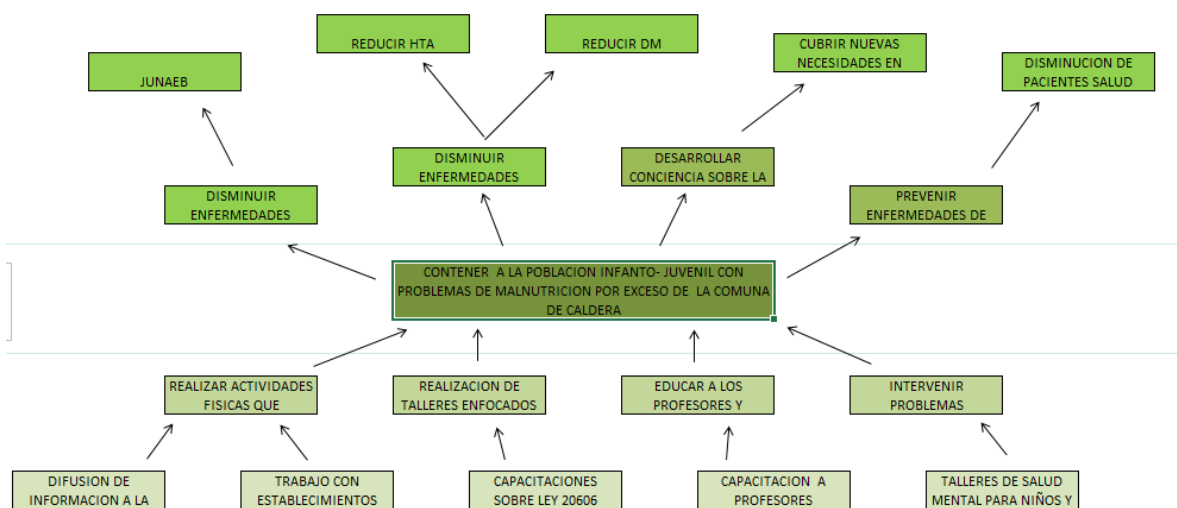 REDUCIR HTA
REDUCIR DM
CUBRIR NUEVAS
NECESIDADES EN
JUNAEB
DISMINUCION DE
PACIENTES SALUD
DISMINUIR
ENFERMEDADES
DESARROLLAR
CONCIENCIA SOBRE LA
DISMINUIR
ENFERMEDADES
PREVENIR
ENFERMEDADES DE
CONTENER A LA POBLACION INFANTO- JUVENIL CON
PROBLEMAS DE MALNUTRICION POR EXCESO DE LA COMUNA
DE CALDERA
REALIZAR ACTIVIDADES
FISICAS QUE
REALIZACION DE
TALLERES ENFOCADOS
EDUCAR A LOS
PROFESORES Y
INTERVENIR
PROBLEMAS
DIFUSION DE
INFORMACION A LA
TRABAJO CON
ESTABLECIMIENTOS
CAPACITACIONES
SOBRE LEY 20606
CAPACITACION A
PROFESORES
TALLERES DE SALUD
MENTAL PARA NIÑOS Y